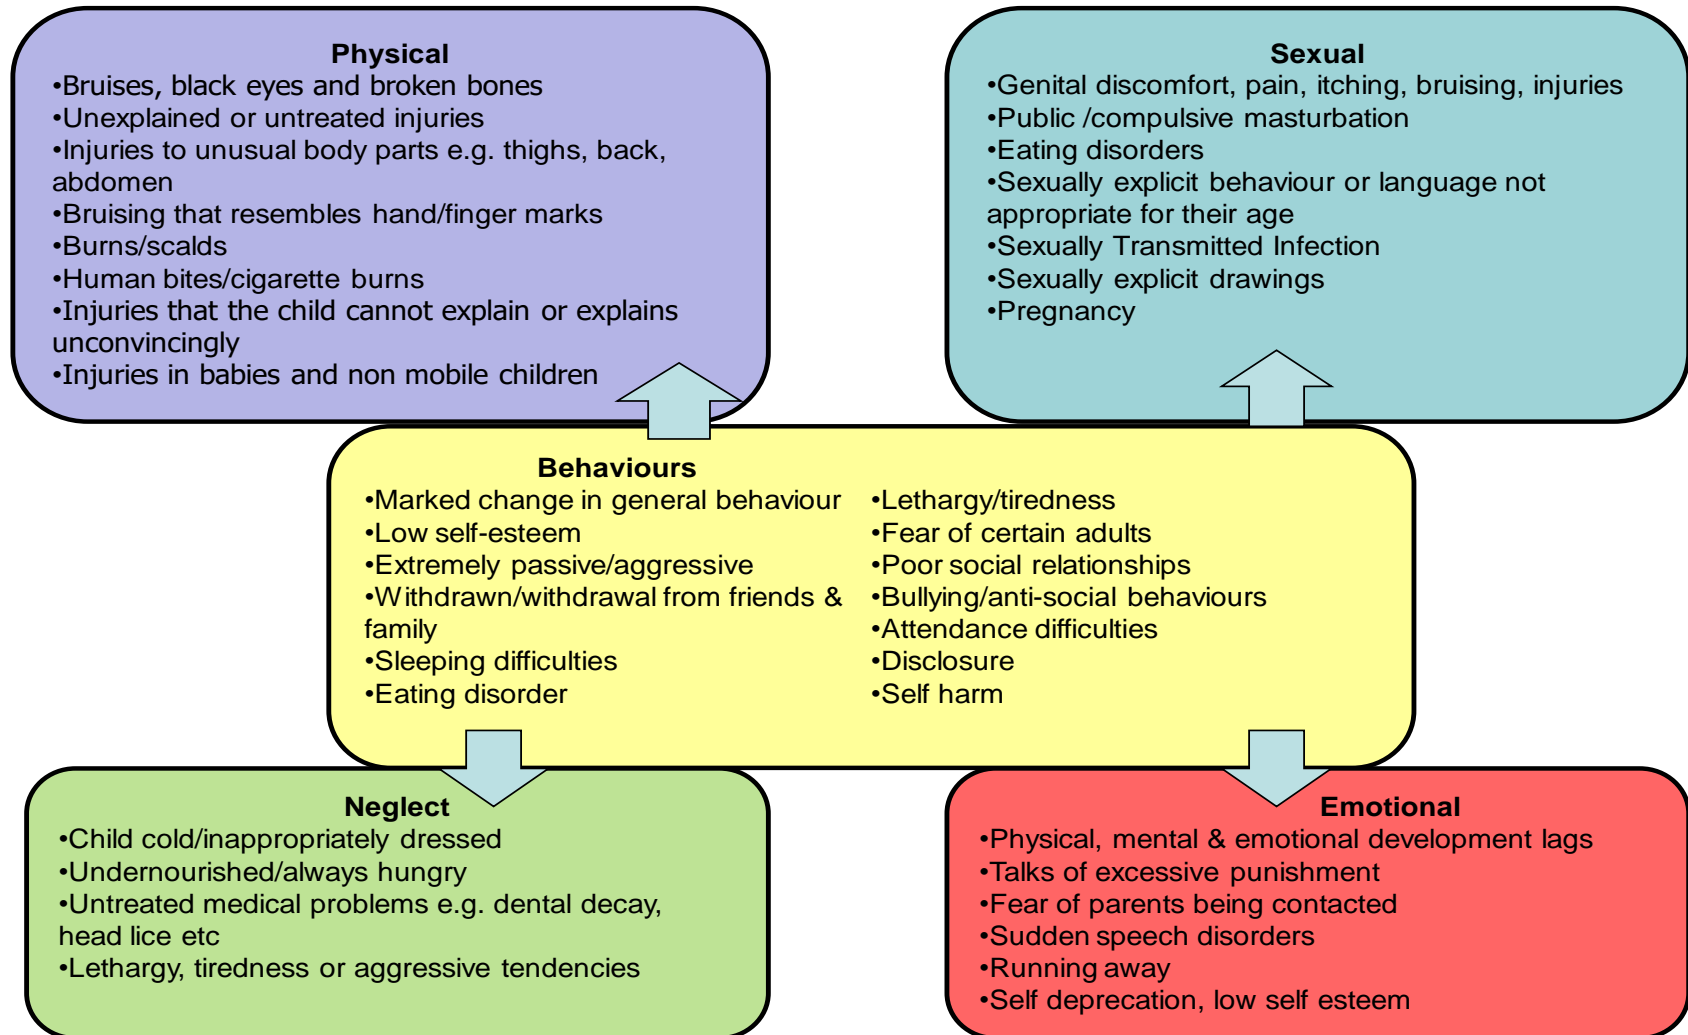 Physical
•Bruises, black eyes and broken bones
•Unexplained or untreated injuries
•Injuries to unusual body parts e.g. thighs, back,
abdomen
•Bruising that resembles hand/finger marks
•Burns/scalds
•Human bites/cigarette burns
•Injuries that the child cannot explain or explains
unconvincingly
•Injuries in babies and non mobile children
Sexual
•Genital discomfort, pain, itching, bruising, injuries
•Public /compulsive masturbation
•Eating disorders
•Sexually explicit behaviour or language not
appropriate for their age
•Sexually Transmitted Infection
•Sexually explicit drawings
•Pregnancy
Behaviours
•Marked change in general behaviour
•Low self-esteem
•Extremely passive/aggressive
•Withdrawn/withdrawal from friends &
family
•Sleeping difficulties
•Eating disorder
•Lethargy/tiredness
•Fear of certain adults
•Poor social relationships
•Bullying/anti-social behaviours
•Attendance difficulties
•Disclosure
•Self harm
Neglect
•Child cold/inappropriately dressed
•Undernourished/always hungry
•Untreated medical problems e.g. dental decay,
head lice etc
•Lethargy, tiredness or aggressive tendencies
Emotional
•Physical, mental & emotional development lags
•Talks of excessive punishment
•Fear of parents being contacted
•Sudden speech disorders
•Running away
•Self deprecation, low self esteem